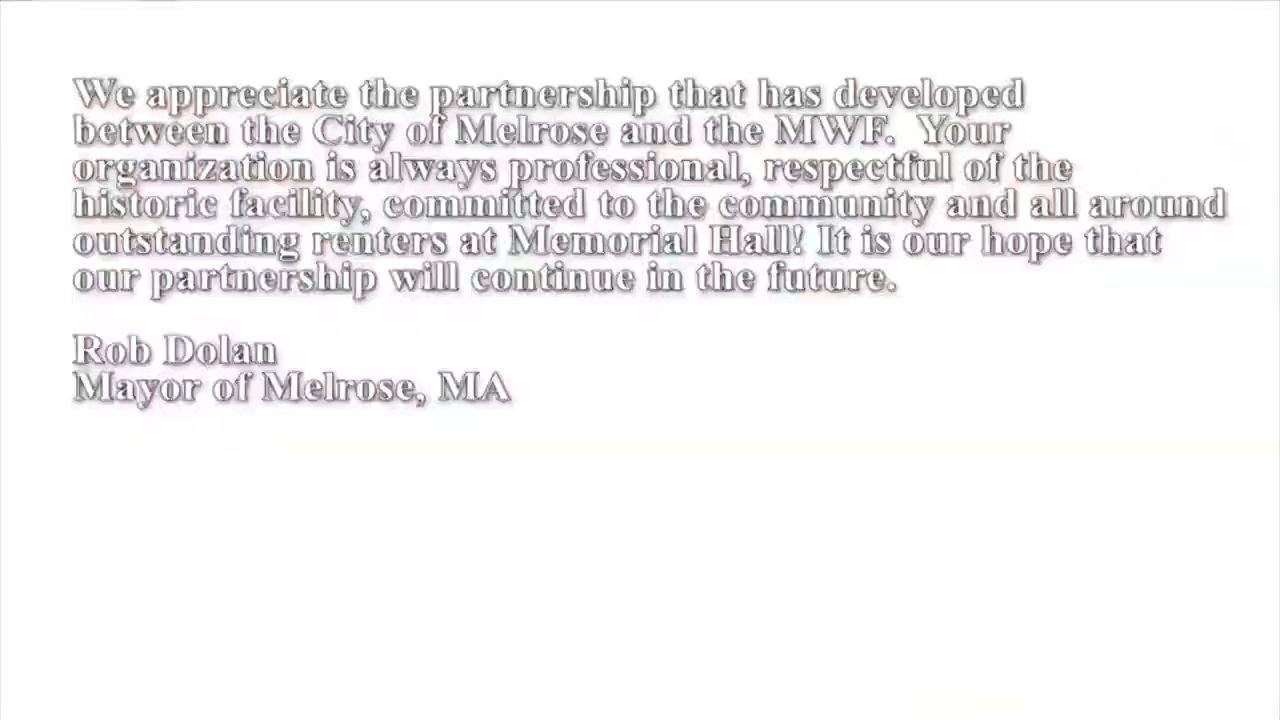 We appreciate the partnership that has developed
between the City of Melrose and the MWF.  Your
organization is always professional, respectful of the
historic facility, committed to the community and all around
outstanding renters at Memorial Hall! It is our hope that
our partnership will continue in the future.
Rob Dolan
Mayor of Melrose, MA